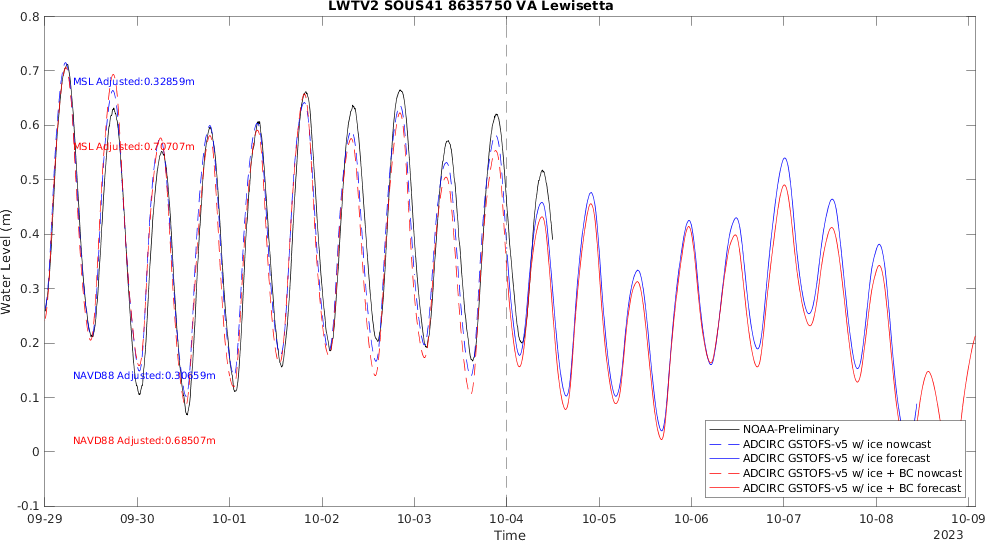 LWTV2 SOUS41 8635750 VA Lewisetta
0.8
0.7
0.6
0.5
0.4
0.3
0.2
0.1
0
-0.1
Water Level (m)
MSL Adjusted:0.32859m
MSL Adjusted:0.70707m
NAVD88 Adjusted:0.30659m
NAVD88 Adjusted:0.68507m
NOAA-Preliminary
ADCIRC GSTOFS-v5 w/ ice nowcast
ADCIRC GSTOFS-v5 w/ ice forecast
ADCIRC GSTOFS-v5 w/ ice + BC nowcast
ADCIRC GSTOFS-v5 w/ ice + BC forecast
09-29 09-30 10-01 10-02 10-03 10-04 10-05 10-06 10-07 10-08 10-09
Time
2023